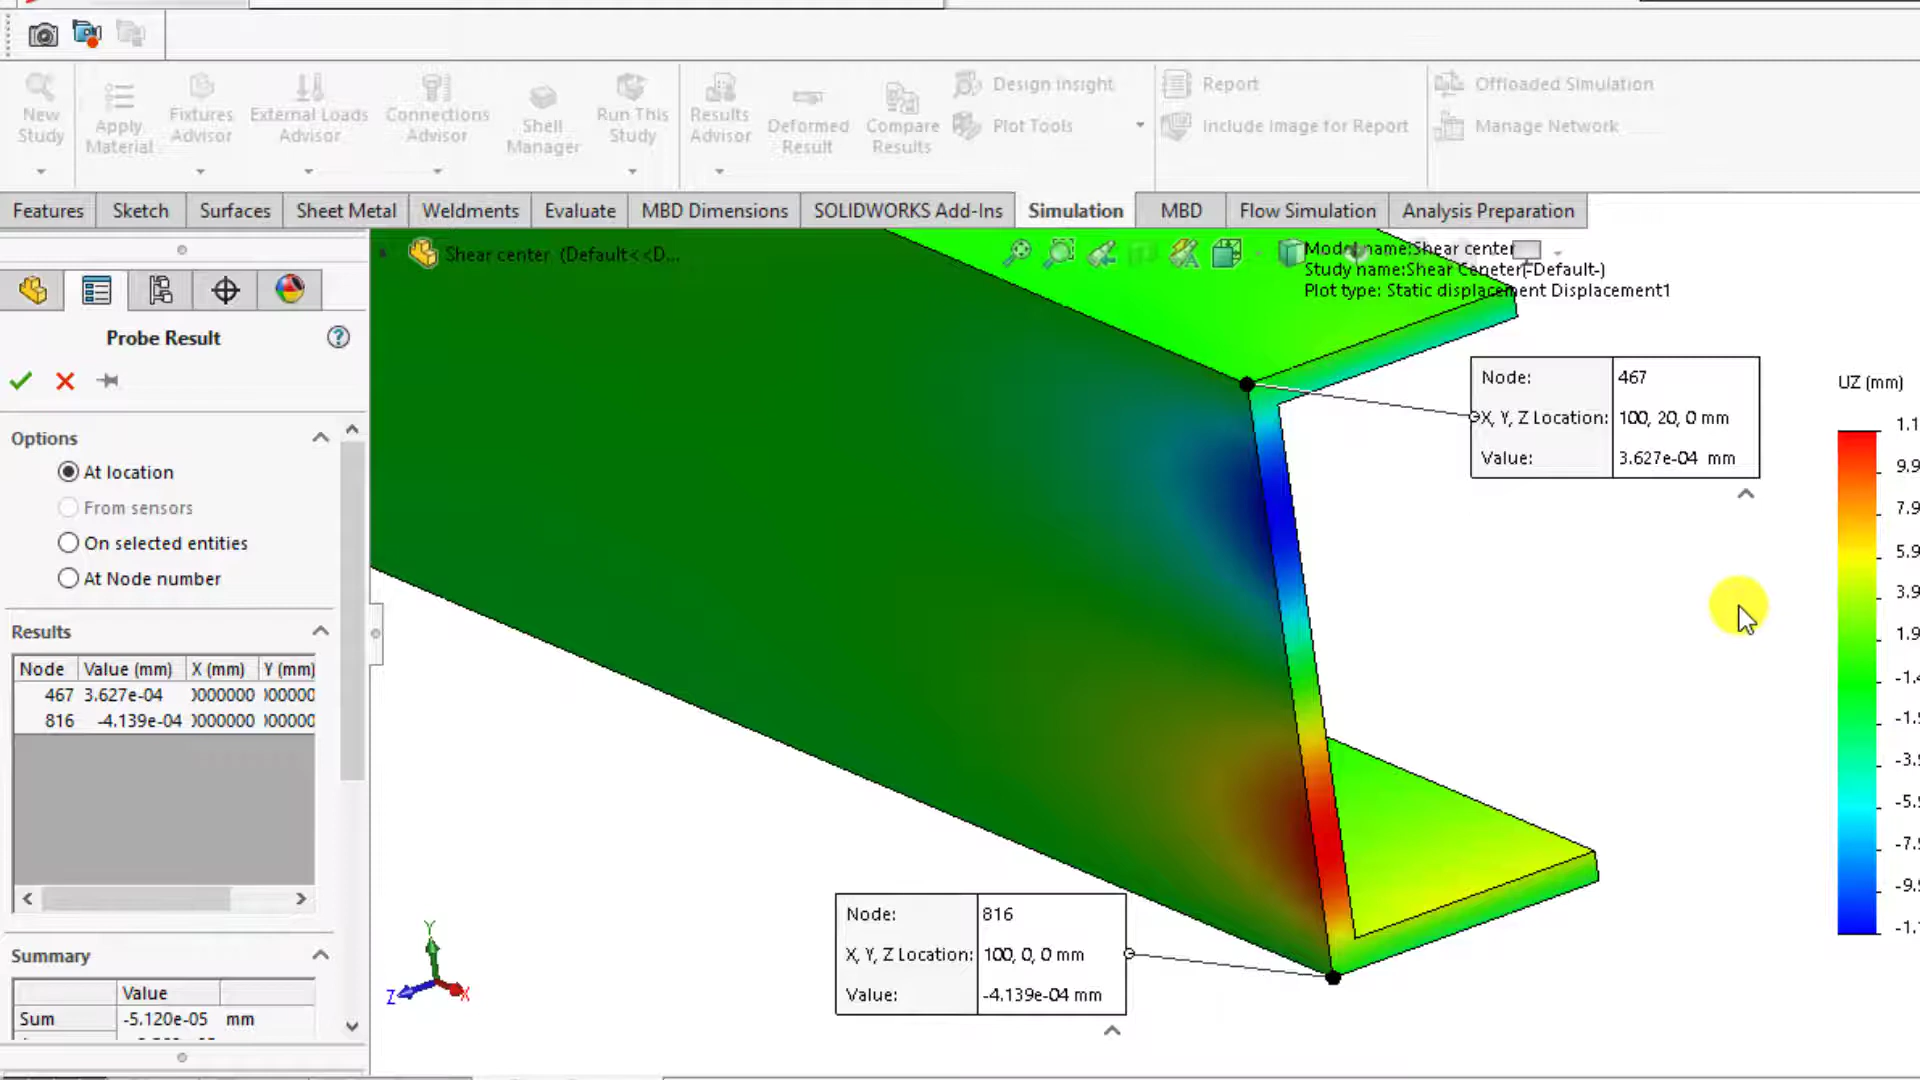 New Study
Apply Material
Fixtures Advisor
External Loads Advisor
Connections Advisor
Shell Manager
Run This Study
Results Advisor
Deformed Result
Compare Results
Design Insight
Plot Tools
Report
Include Image for Report
Offloaded Simulation
Manage Network
Features
Sketch
Surfaces
Sheet Metal
Weldments
Evaluate
MBD Dimensions
SOLIDWORKS Add-Ins
Simulation
MBD
Flow Simulation
Analysis Preparation
Shear center (Default<<D...
Model name:Shear center
Study name:Shear Ceneter(-Default-)
Plot type: Static displacement Displacement1
Probe Result
Options
At location
From sensors
On selected entities
At Node number
Results
Node Value (mm) X (mm) Y (mm)
467 3.627e-04
816 -4.139e-04
Summary
Value
Sum -5.120e-05 mm
Node: 467
X, Y, Z Location: 100, 20, 0 mm
Value: 3.627e-04 mm
Node: 816
X, Y, Z Location: 100, 0, 0 mm
Value: -4.139e-04 mm
Y
Z
X
UZ (mm)